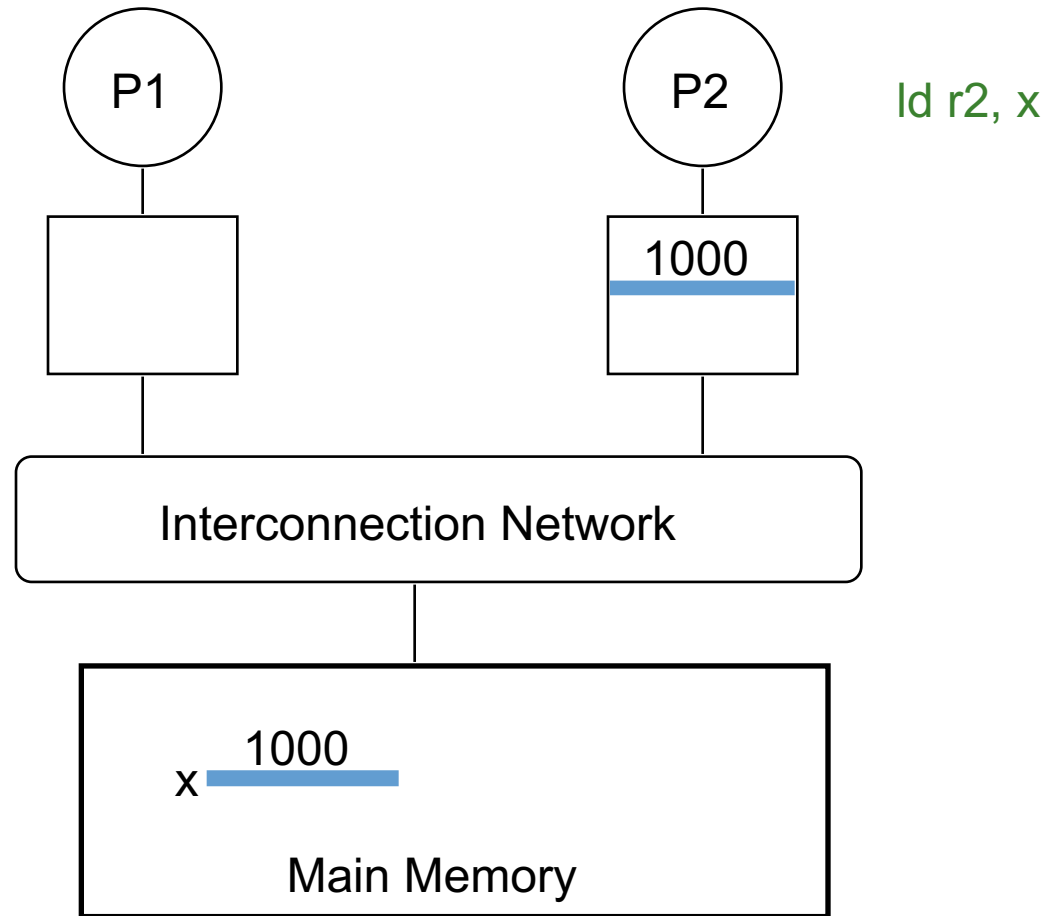 P1
P2
ld r2, x
1000
Interconnection Network
1000
x
Main Memory